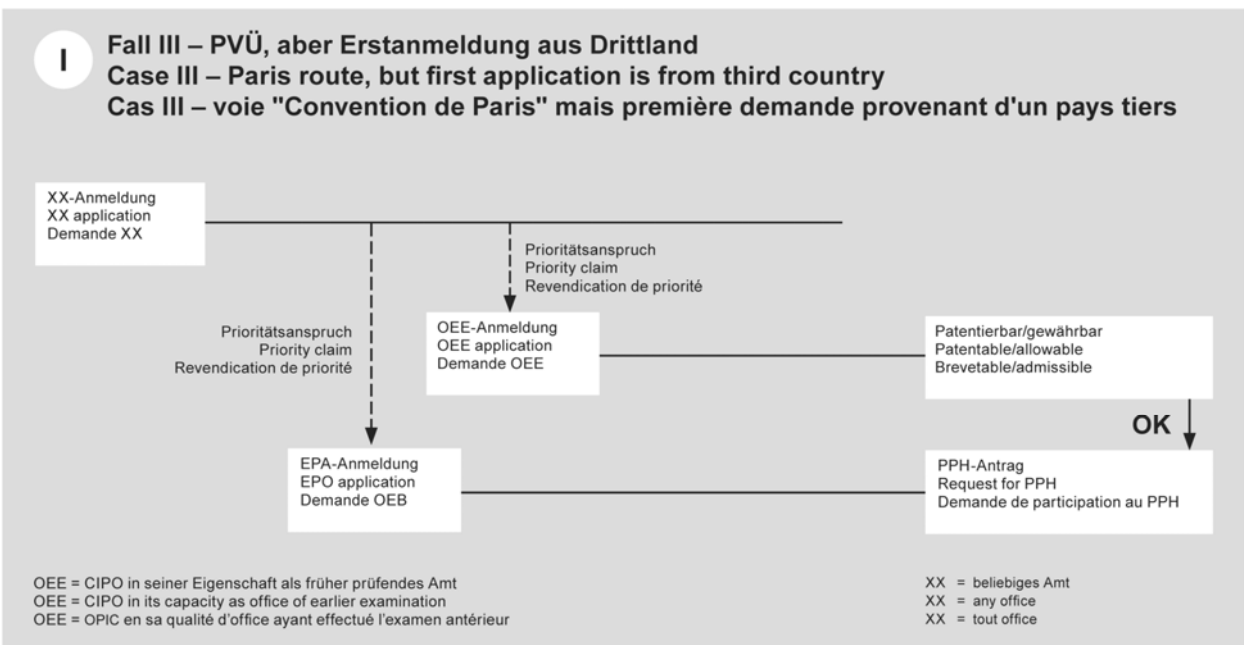 I
Fall III – PVÜ, aber Erstanmeldung aus Drittland
Case III – Paris route, but first application is from third country
Cas III – voie "Convention de Paris" mais première demande provenant d'un pays tiers
XX-Anmeldung
XX application
Demande XX
Prioritätsanspruch
Priority claim
Revendication de priorité
Prioritätsanspruch
Priority claim
Revendication de priorité
OEE-Anmeldung
OEE application
Demande OEE
Patentierbar/gewährbar
Patentable/allowable
Brevetable/admissible
OK
EPA-Anmeldung
EPO application
Demande OEB
PPH-Antrag
Request for PPH
Demande de participation au PPH
OEE = CIPO in seiner Eigenschaft als früher prüfendes Amt
OEE = CIPO in its capacity as office of earlier examination
OEE = OPIC en sa qualité d'office ayant effectué l'examen antérieur
XX = beliebiges Amt
XX = any office
XX = tout office